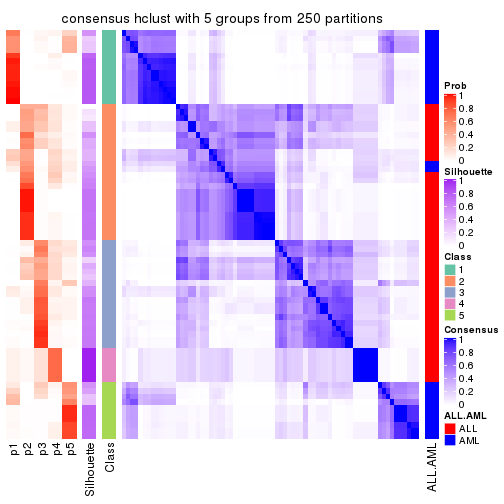 consensus hclust with 5 groups from 250 partitions
p1
p2
p3
p4
p5
Silhouette
Class
ALL.AML
Prob
1
0.8
0.6
0.4
0.2
0
Silhouette
1
0.8
0.6
0.4
0.2
0
Class
1
2
3
4
5
Consensus
1
0.8
0.6
0.4
0.2
0
ALL.AML
ALL
AML